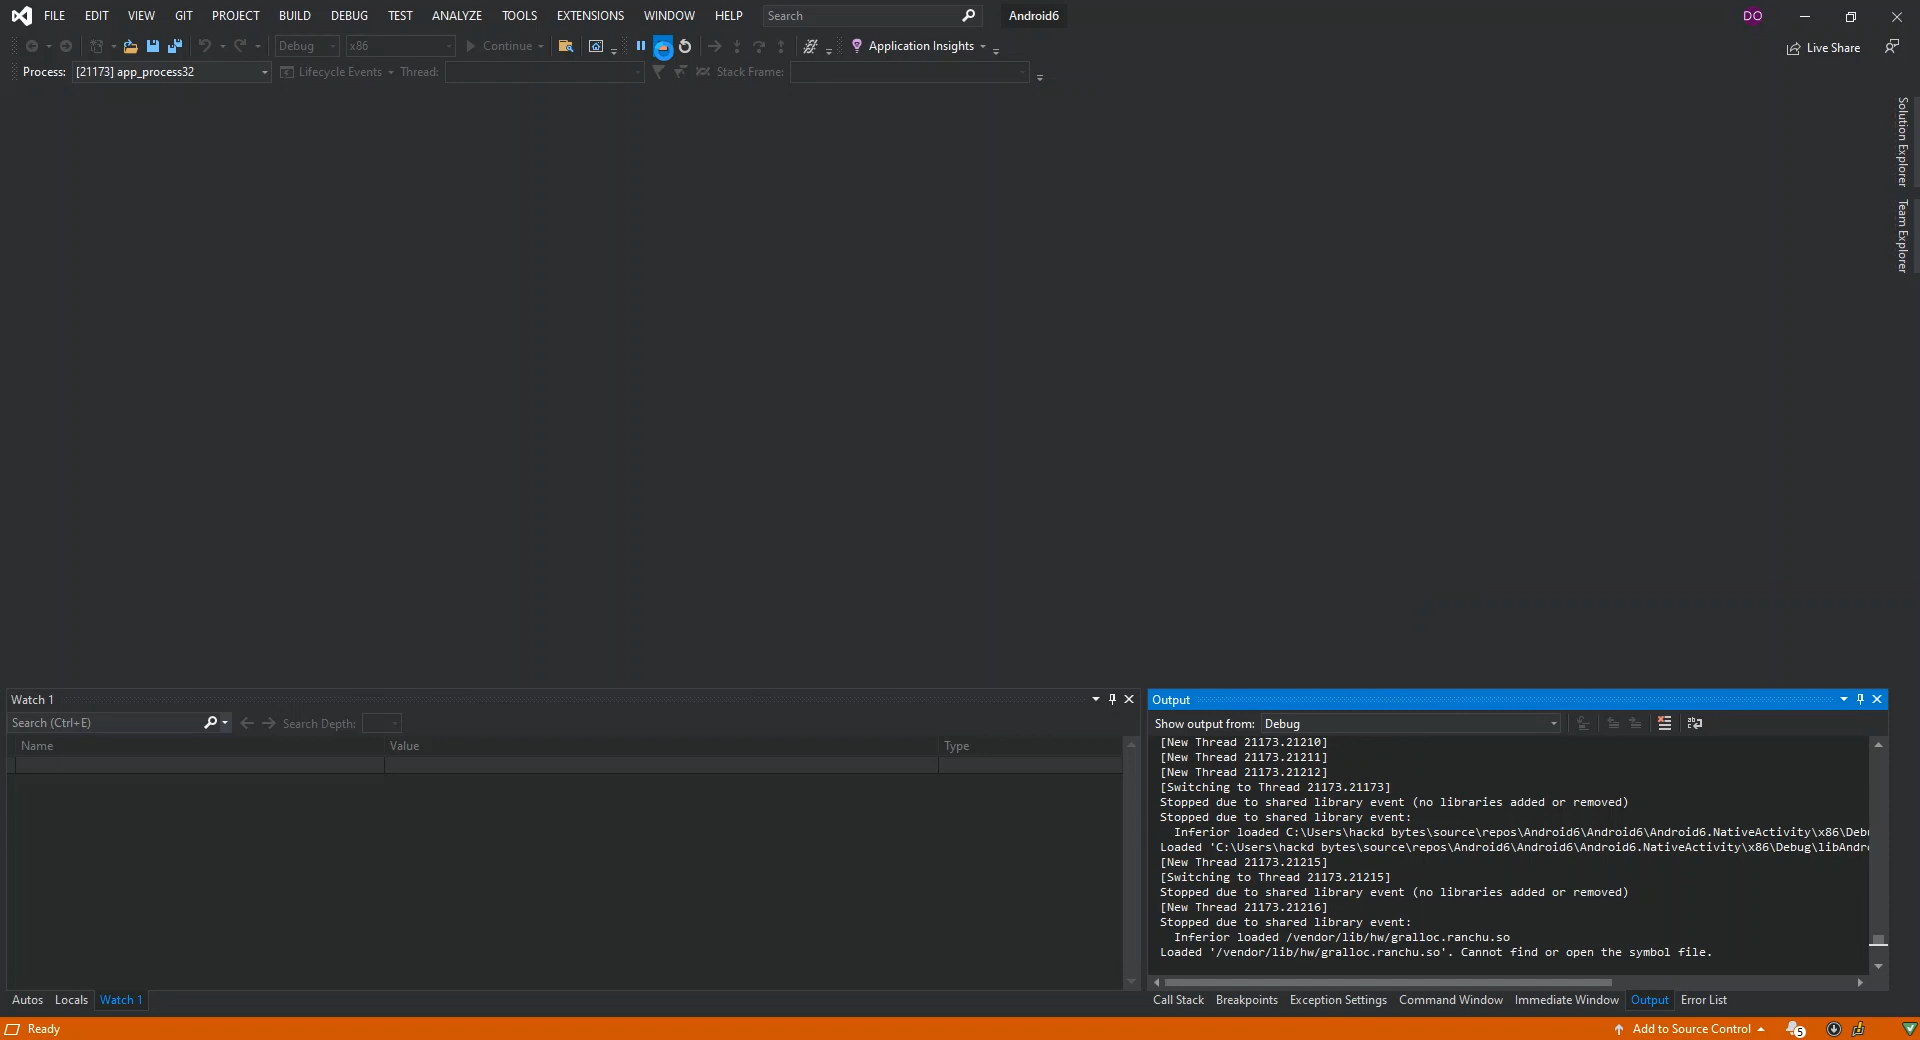 FILE EDIT VIEW GIT PROJECT BUILD DEBUG TEST ANALYZE TOOLS EXTENSIONS WINDOW HELP Search Android6 DO
Debug x86 Continue Application Insights Live Share
Process: [21173] app_process32 Lifecycle Events Thread: Stack Frame:
Solution Explorer
Team Explorer
Watch 1
Search (Ctrl+E) Search Depth:
Name Value Type
Autos Locals Watch 1
Output
Show output from: Debug
[New Thread 21173.21210]
[New Thread 21173.21211]
[New Thread 21173.21212]
[Switching to Thread 21173.21173]
Stopped due to shared library event (no libraries added or removed)
Stopped due to shared library event:
Inferior loaded C:\Users\hackd bytes\source\repos\Android6\Android6\Android6.NativeActivity\x86\Debu
Loaded 'C:\Users\hackd bytes\source\repos\Android6\Android6\Android6.NativeActivity\x86\Debug\libAndr
[New Thread 21173.21215]
[Switching to Thread 21173.21215]
Stopped due to shared library event (no libraries added or removed)
[New Thread 21173.21216]
Stopped due to shared library event:
Inferior loaded /vendor/lib/hw/gralloc.ranchu.so
Loaded '/vendor/lib/hw/gralloc.ranchu.so'. Cannot find or open the symbol file.
Call Stack Breakpoints Exception Settings Command Window Immediate Window Output Error List
Ready Add to Source Control 5